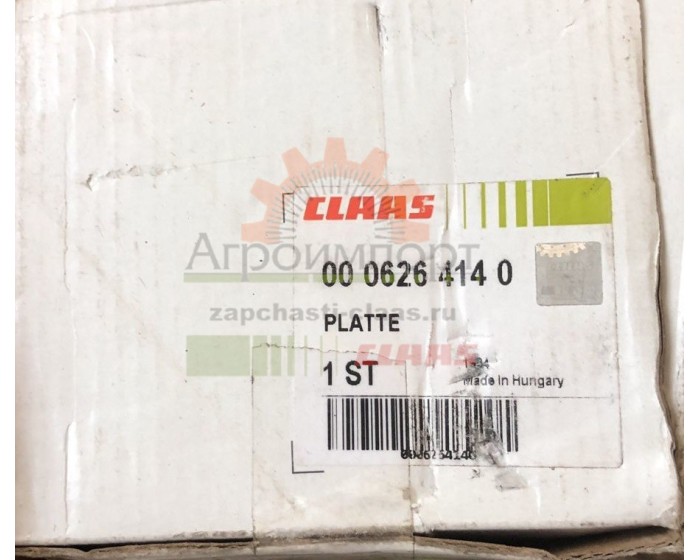 CLAAS
Агроимпорт
00 0626 414 0
zapchasti-claas.ru
PLATTE
CLAAS
1 ST
Made In Hungary